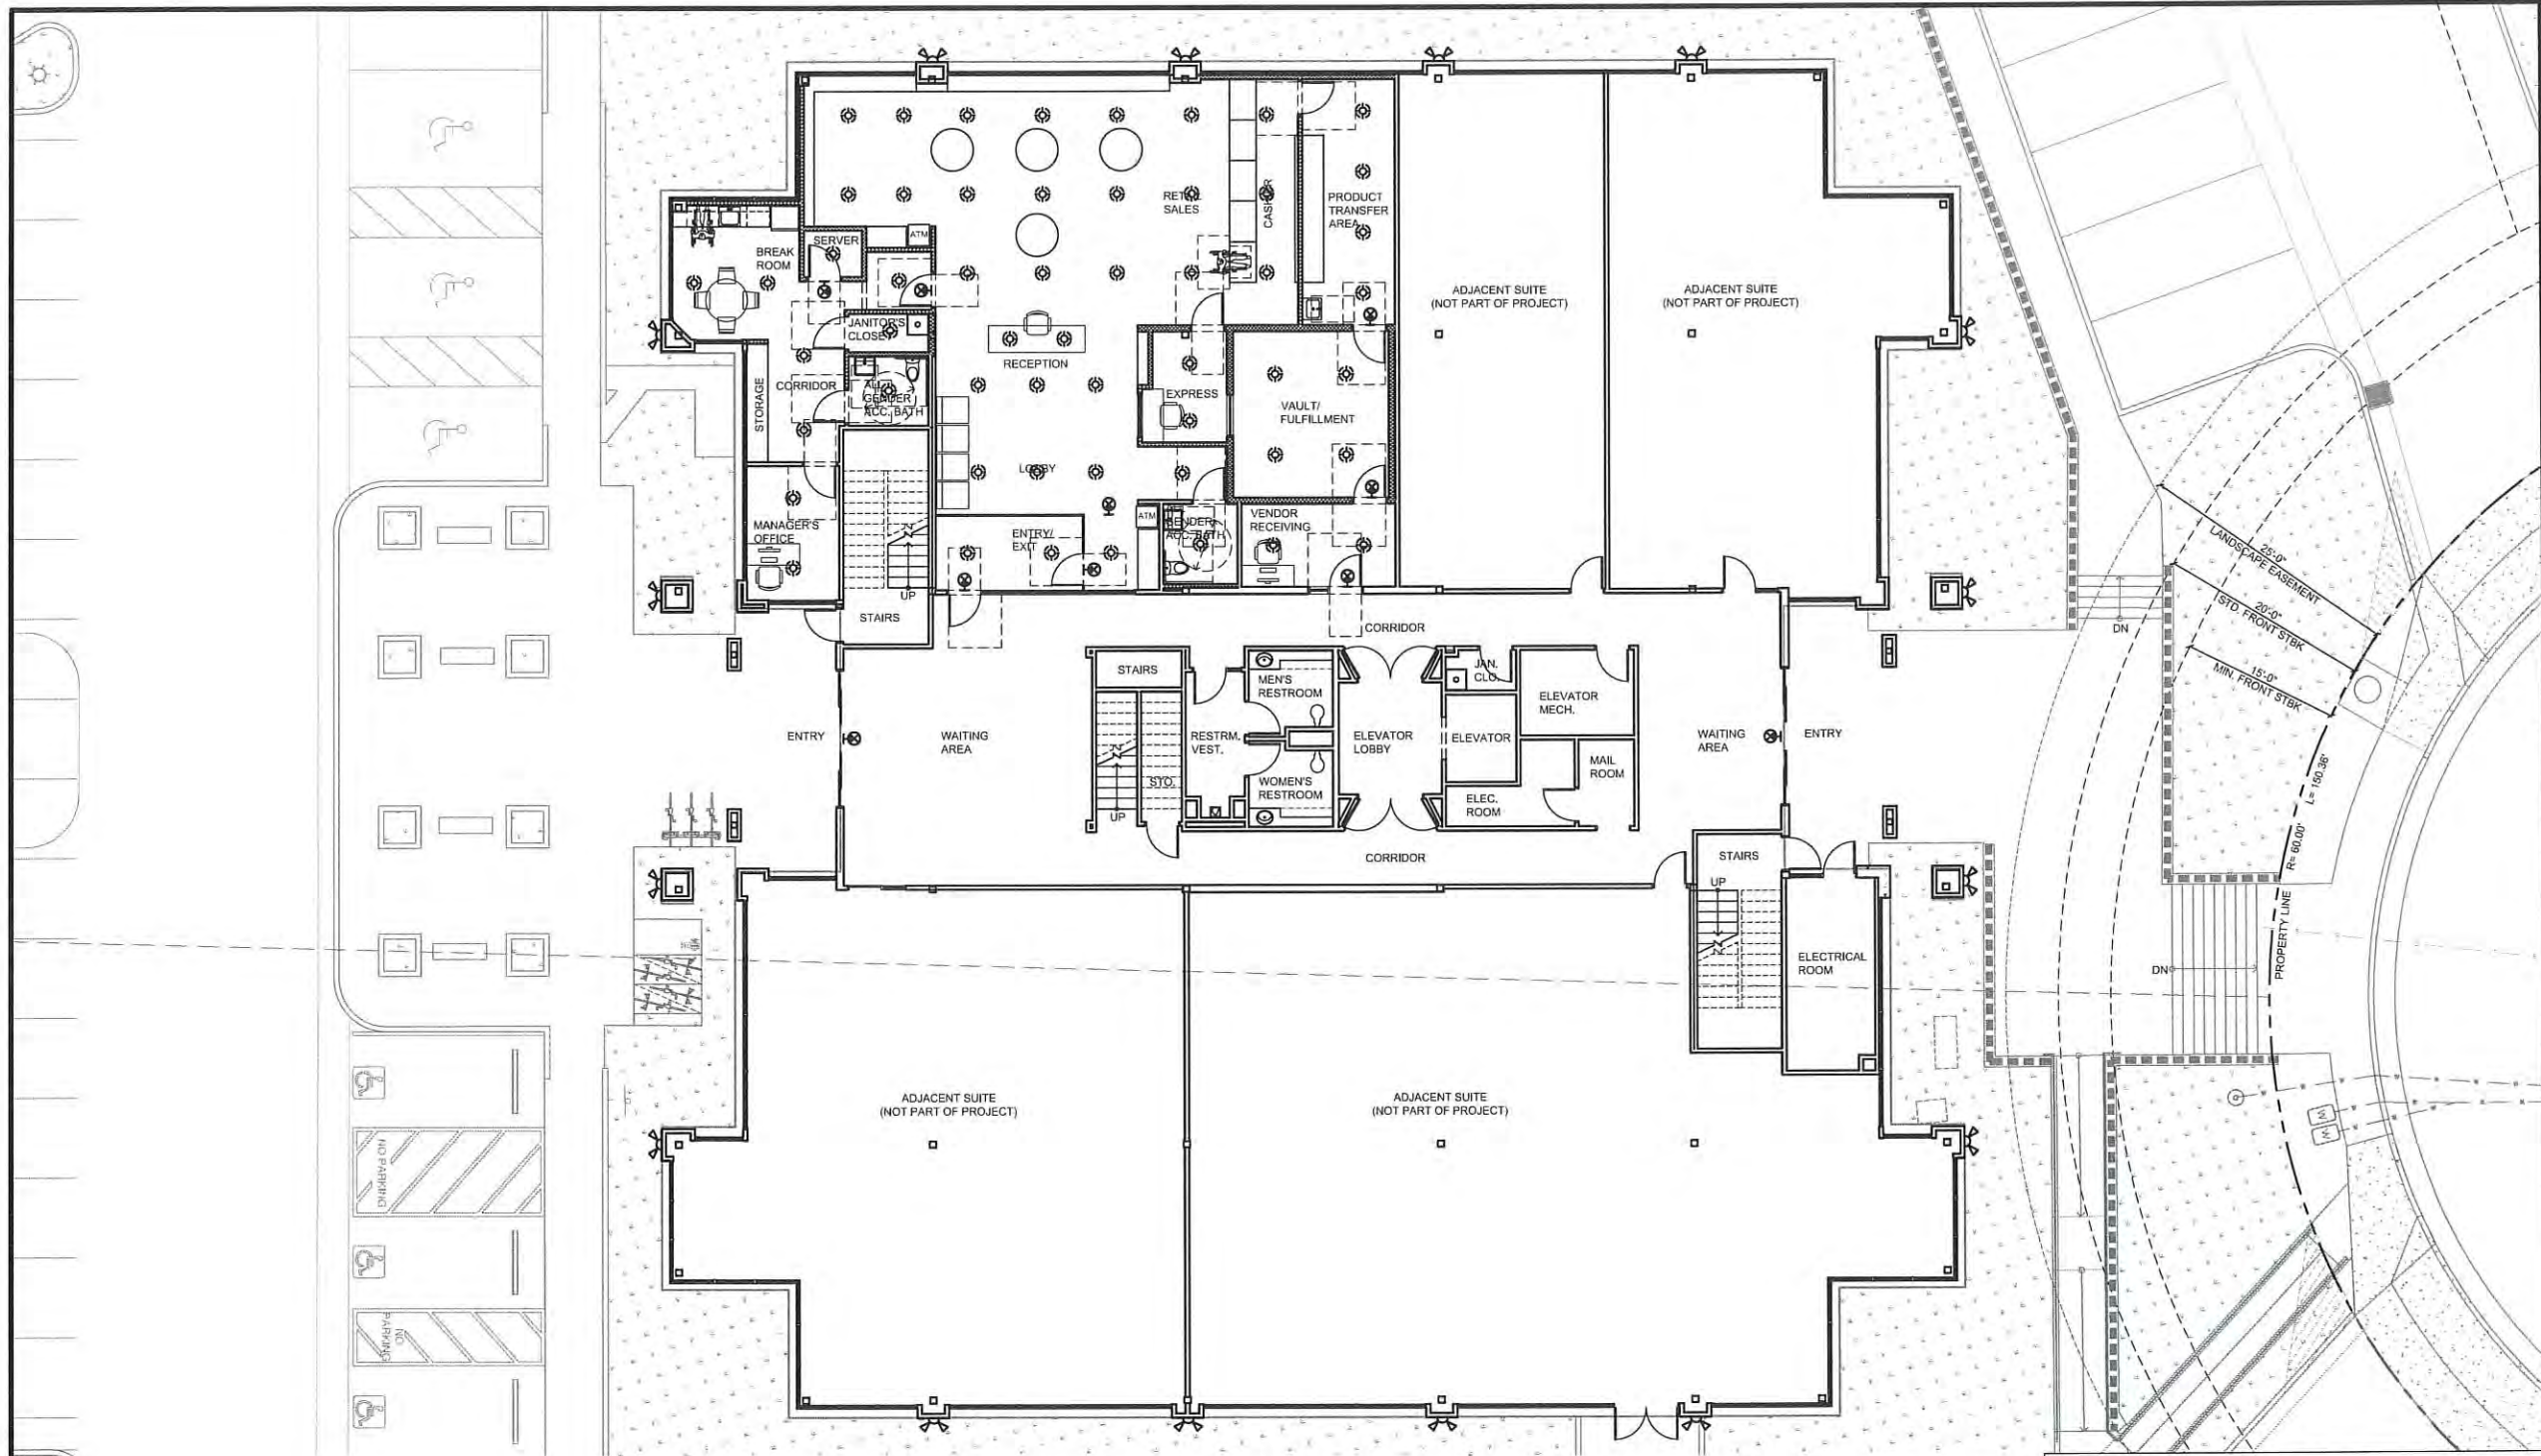 SERVER
ATM
BREAK
ROOM
RETAIL
SALES
CASHIER
PRODUCT
TRANSFER
AREA
ADJACENT SUITE
(NOT PART OF PROJECT)
ADJACENT SUITE
(NOT PART OF PROJECT)
JANITOR'S
CLOSET
RECEPTION
STORAGE
CORRIDOR
ALL
GENDER
ACC. BATH
EXPRESS
VAULT/
FULFILLMENT
LOBBY
MANAGER'S
OFFICE
ENTRY/
EXIT
ATM
GENDER
ACC. BATH
VENDOR
RECEIVING
UP
STAIRS
CORRIDOR
25'-0"
LANDSCAPE EASEMENT
20'-0"
STD. FRONT STBK
15'-0"
MIN. FRONT STBK
DN
STAIRS
MEN'S
RESTROOM
JAN.
CLO.
ELEVATOR
MECH.
ENTRY
WAITING
AREA
RESTRM.
VEST.
ELEVATOR
LOBBY
ELEVATOR
WAITING
AREA
ENTRY
STO.
WOMEN'S
RESTROOM
MAIL
ROOM
ELEC.
ROOM
UP
CORRIDOR
STAIRS
UP
ELECTRICAL
ROOM
PROPERTY LINE
R= 60.00'
L= 150.36'
DN
ADJACENT SUITE
(NOT PART OF PROJECT)
ADJACENT SUITE
(NOT PART OF PROJECT)
NO PARKING
NO
PARKING